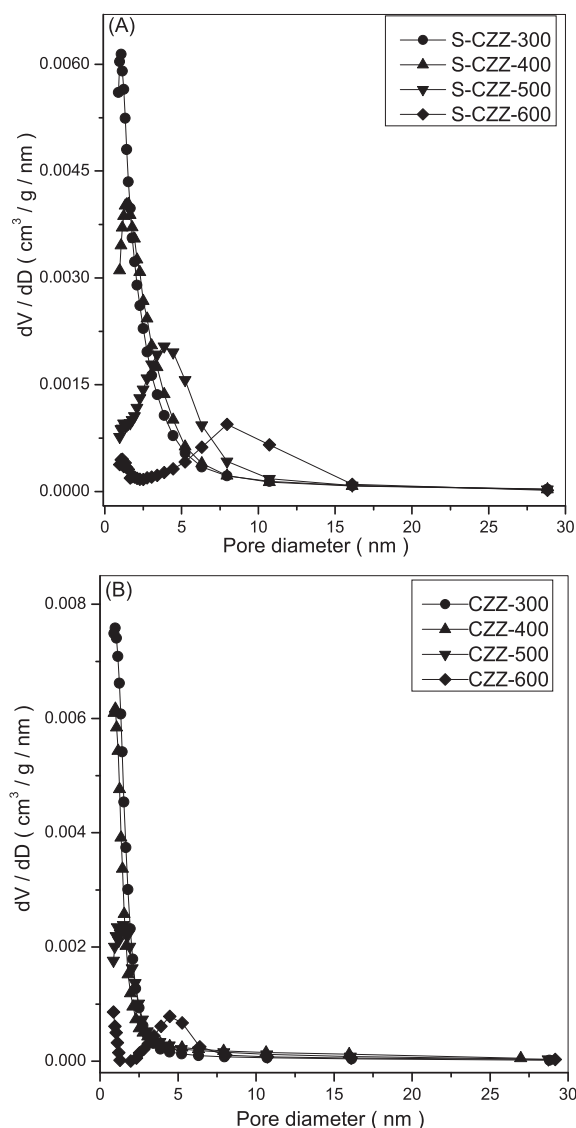 (A)
S-CZZ-300
S-CZZ-400
S-CZZ-500
S-CZZ-600
0.0060
0.0045
0.0030
0.0015
0.0000
dV / dD ( cm³ / g / nm )
0 5 10 15 20 25 30
Pore diameter ( nm )
(B)
CZZ-300
CZZ-400
CZZ-500
CZZ-600
0.008
0.006
0.004
0.002
0.000
dV / dD ( cm³ / g / nm )
0 5 10 15 20 25 30
Pore diameter ( nm )